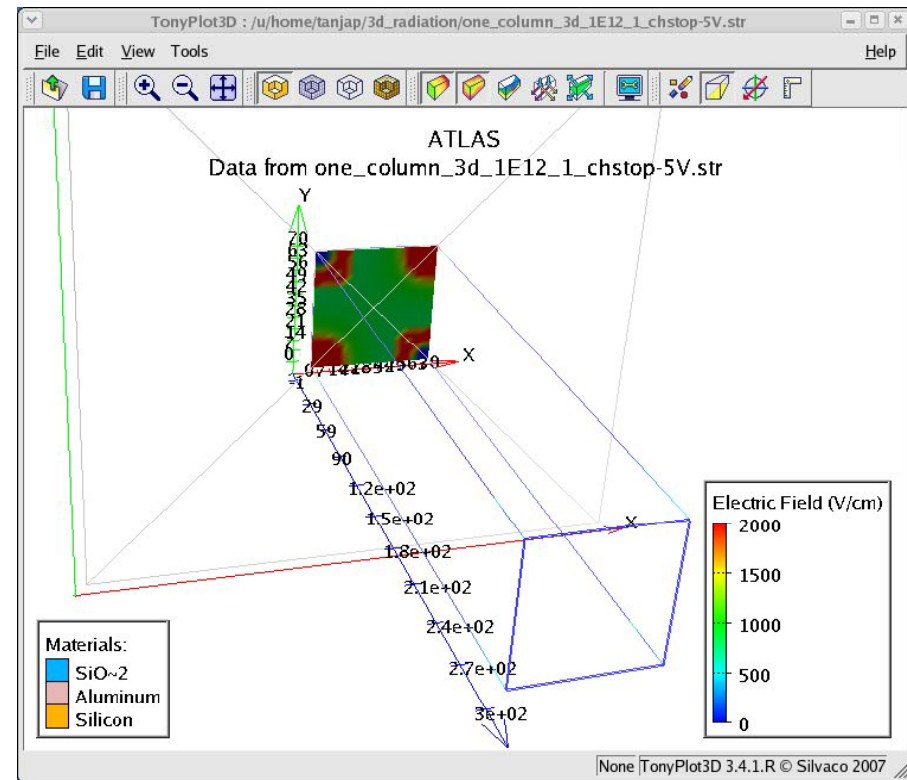 TonyPlot3D : /u/home/tanjap/3d_radiation/one_column_3d_1E12_1_chstop-5V.str
File Edit View Tools Help
ATLAS
Data from one_column_3d_1E12_1_chstop-5V.str
Y
70
63
56
49
42
35
28
21
14
0
X
-1
29
59
90
1.2e+02
1.5e+02
1.8e+02
2.1e+02
2.4e+02
2.7e+02
3e+02
X
Electric Field (V/cm)
2000
1500
1000
500
0
Materials:
SiO~2
Aluminum
Silicon
None TonyPlot3D 3.4.1.R © Silvaco 2007